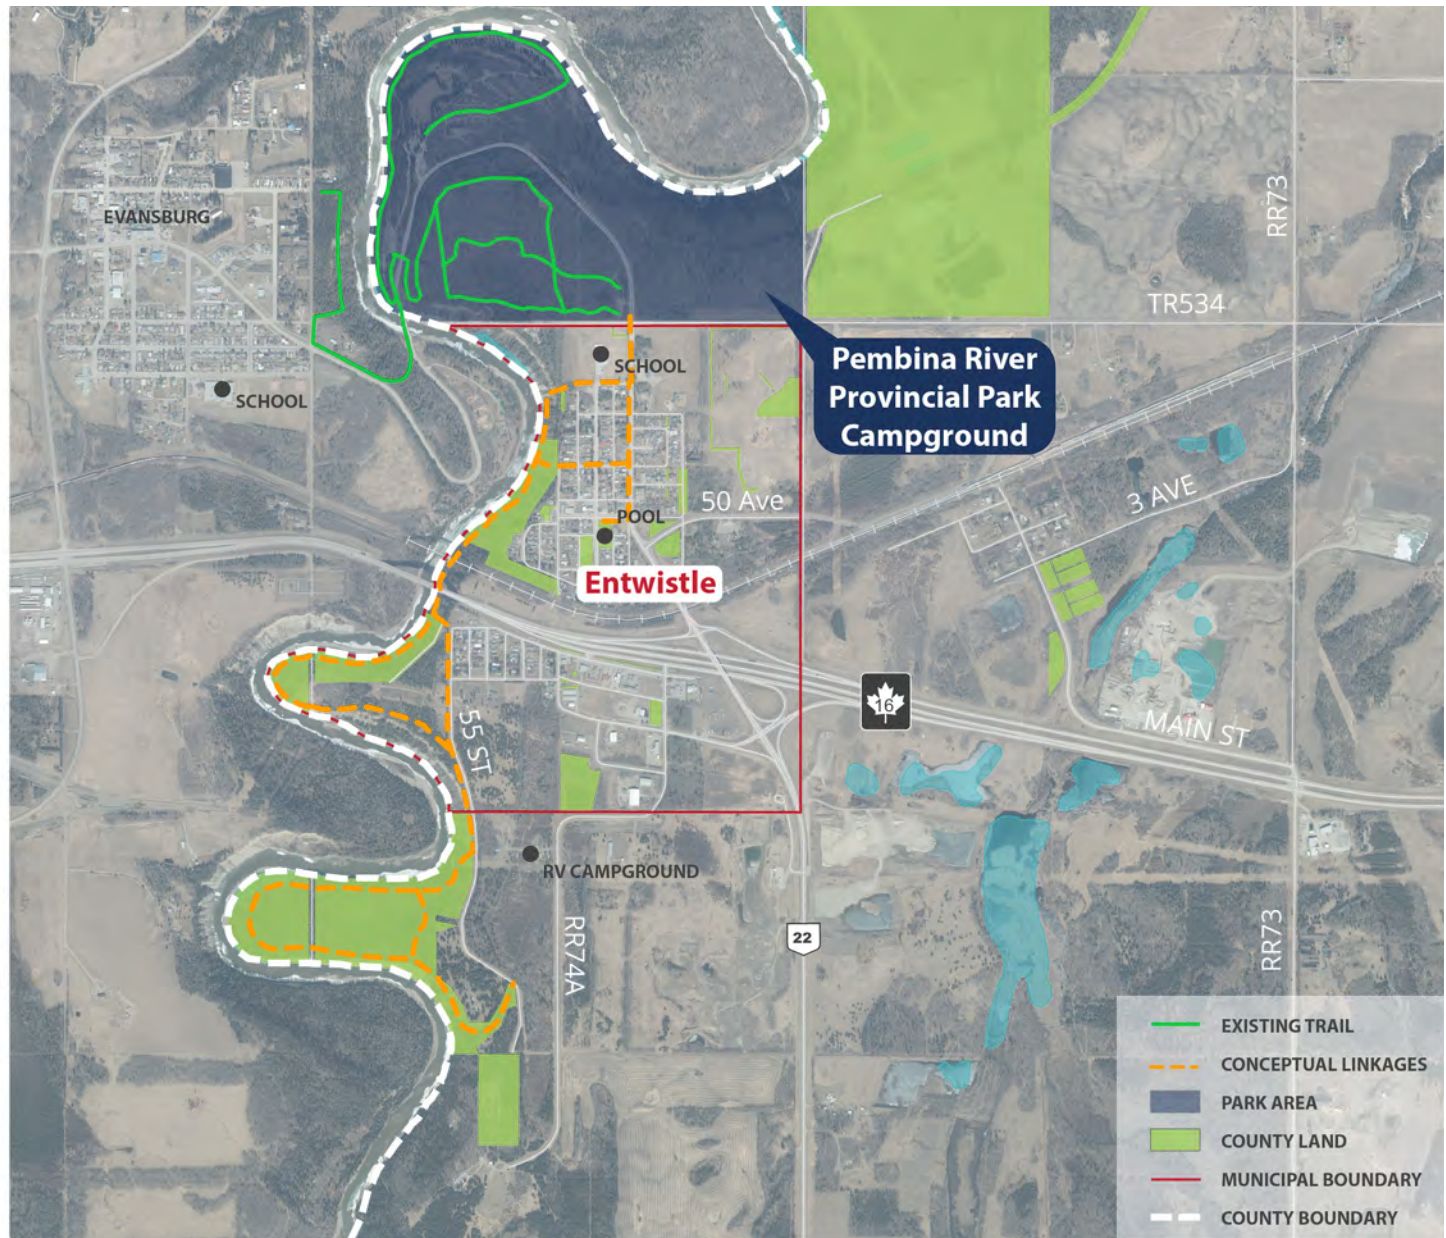 EVANSBURG
SCHOOL
SCHOOL
RR73
TR534
Pembina River
Provincial Park
Campground
50 Ave
POOL
3 AVE
Entwistle
16
55 ST
MAIN ST
RV CAMPGROUND
RR74A
22
RR73
EXISTING TRAIL
CONCEPTUAL LINKAGES
PARK AREA
COUNTY LAND
MUNICIPAL BOUNDARY
COUNTY BOUNDARY